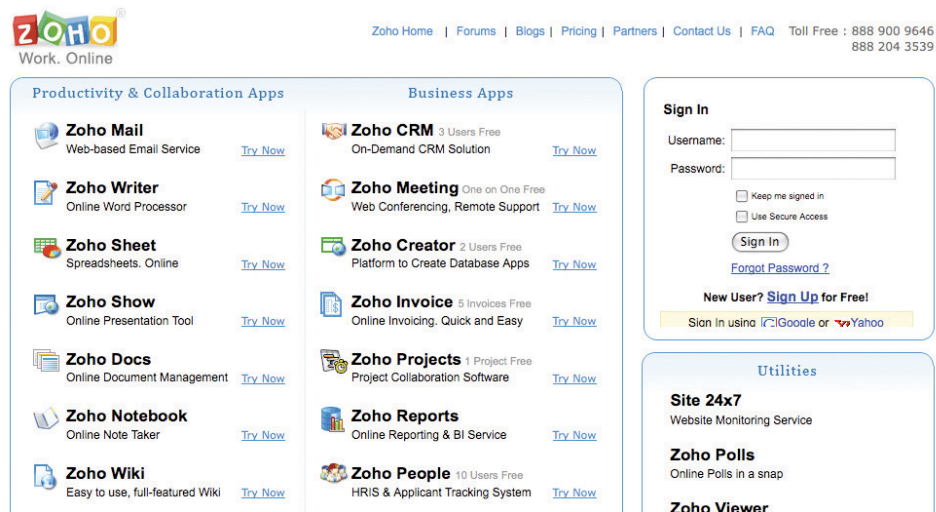 ZOHO ®
Work. Online
Zoho Home | Forums | Blogs | Pricing | Partners | Contact Us | FAQ Toll Free : 888 900 9646
888 204 3539
Productivity & Collaboration Apps
Zoho Mail
Web-based Email Service Try Now
Zoho Writer
Online Word Processor Try Now
Zoho Sheet
Spreadsheets. Online Try Now
Zoho Show
Online Presentation Tool Try Now
Zoho Docs
Online Document Management Try Now
Zoho Notebook
Online Note Taker Try Now
Zoho Wiki
Easy to use, full-featured Wiki Try Now
Business Apps
Zoho CRM 3 Users Free
On-Demand CRM Solution Try Now
Zoho Meeting One on One Free
Web Conferencing, Remote Support Try Now
Zoho Creator 2 Users Free
Platform to Create Database Apps Try Now
Zoho Invoice 5 Invoices Free
Online Invoicing. Quick and Easy Try Now
Zoho Projects 1 Project Free
Project Collaboration Software Try Now
Zoho Reports
Online Reporting & BI Service Try Now
Zoho People 10 Users Free
HRIS & Applicant Tracking System Try Now
Sign In
Username:
Password:
Keep me signed in
Use Secure Access
Sign In
Forgot Password ?
New User? Sign Up for Free!
Sign In using Google or Yahoo
Utilities
Site 24x7
Website Monitoring Service
Zoho Polls
Online Polls in a snap
Zoho Viewer